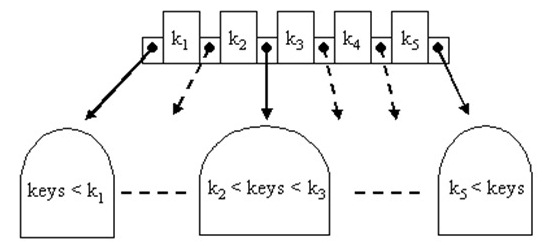 k₁ k₂ k₃ k₄ k₅
keys < k₁ k₂ < keys < k₃ k₅ < keys